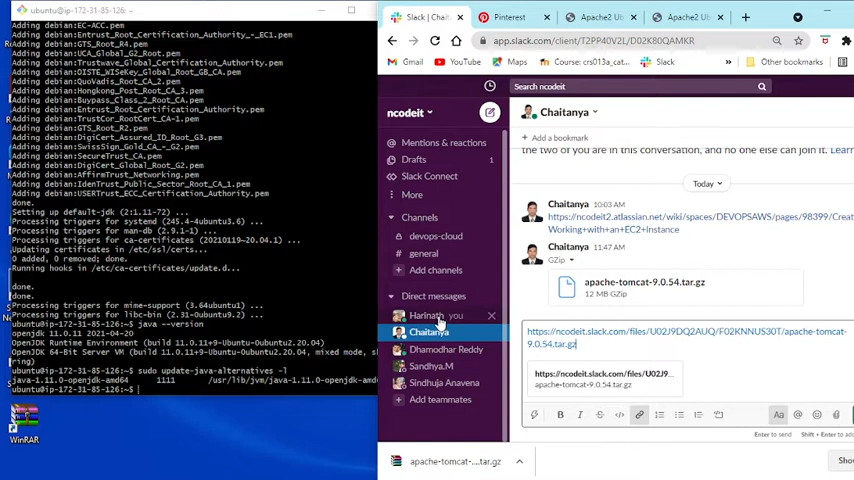 ubuntu@ip-172-31-85-126: ~
Adding debian:EC-ACC.pem
Adding debian:Entrust_Root_Certification_Authority_-_EC1.pem
Adding debian:GTS_Root_R4.pem
Adding debian:UCA_Global_G2_Root.pem
Adding debian:Trustwave_Global_Certification_Authority.pem
Adding debian:OISTE_WISeKey_Global_Root_GB_CA.pem
Adding debian:QuoVadis_Root_CA_2.pem
Adding debian:Hongkong_Post_Root_CA_3.pem
Adding debian:Buypass_Class_2_Root_CA.pem
Adding debian:Entrust_Root_Certification_Authority.pem
Adding debian:TrustCor_RootCert_CA-1.pem
Adding debian:GTS_Root_R2.pem
Adding debian:DigiCert_Assured_ID_Root_G3.pem
Adding debian:SwissSign_Gold_CA_-_G2.pem
Adding debian:SecureTrust_CA.pem
Adding debian:DigiCert_Global_Root_G2.pem
Adding debian:AffirmTrust_Networking.pem
Adding debian:IdenTrust_Public_Sector_Root_CA_1.pem
Adding debian:USERTrust_ECC_Certification_Authority.pem
done.
Setting up default-jdk (2:1.11-72) ...
Processing triggers for systemd (245.4-4ubuntu3.6) ...
Processing triggers for man-db (2.9.1-1) ...
Processing triggers for ca-certificates (20210119~20.04.1) ...
Updating certificates in /etc/ssl/certs...
0 added, 0 removed; done.
Running hooks in /etc/ca-certificates/update.d...
done.
done.
Processing triggers for mime-support (3.64ubuntu1) ...
Processing triggers for libc-bin (2.31-0ubuntu9.2) ...
ubuntu@ip-172-31-85-126:~$ java --version
openjdk 11.0.11 2021-04-20
OpenJDK Runtime Environment (build 11.0.11+9-Ubuntu-0ubuntu2.20.04)
OpenJDK 64-Bit Server VM (build 11.0.11+9-Ubuntu-0ubuntu2.20.04, mixed mode, s
ring)
ubuntu@ip-172-31-85-126:~$ sudo update-java-alternatives -l
java-1.11.0-openjdk-amd64 1111 /usr/lib/jvm/java-1.11.0-openjdk-amd
ubuntu@ip-172-31-85-126:~$
WinRAR
Slack | Chait
Pinterest
Apache2 Ub
Apache2 Ub
app.slack.com/client/T2PP40V2L/D02K80QAMKR
Gmail
YouTube
Maps
Course: crs013a_cat...
Slack
»
Other bookmarks
Search ncodeit
ncodeit
Mentions & reactions
Drafts 1
Slack Connect
More
Channels
devops-cloud
general
Add channels
Direct messages
Harinath you
Chaitanya
Dhamodhar Reddy
Sandhya.M
Sindhuja Anavena
Add teammates
Chaitanya
Add a bookmark
the two of you are in this conversation, and no one else can join it. Learn
Today
Chaitanya 10:03 AM
https://ncodeit2.atlassian.net/wiki/spaces/DEVOPSAWS/pages/98399/Creat
Working+with+an+EC2+Instance
Chaitanya 11:47 AM
GZip
apache-tomcat-9.0.54.tar.gz
12 MB GZip
https://ncodeit.slack.com/files/U02J9DQ2AUQ/F02KNNUS30T/apache-tomcat-
9.0.54.tar.gz
https://ncodeit.slack.com/files/U02J9...
apache-tomcat-9.0.54.tar.gz
Aa
Enter to send
Shift + Enter to add
apache-tomcat-....tar.gz
Show